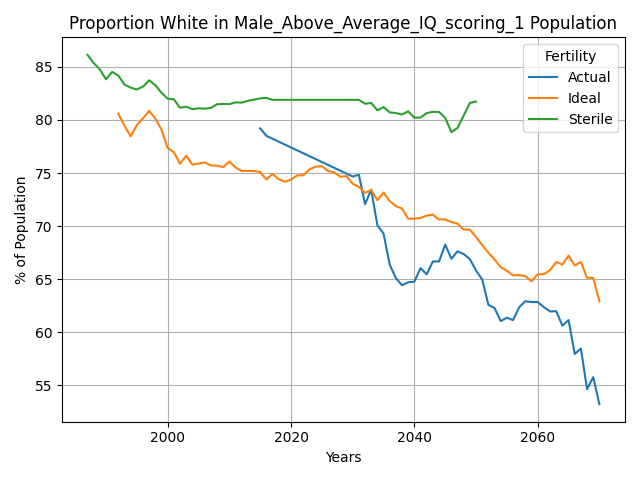 Proportion White in Male_Above_Average_IQ_scoring_1 Population
Fertility
Actual
Ideal
Sterile
% of Population
85
80
75
70
65
60
55
2000
2020
2040
2060
Years